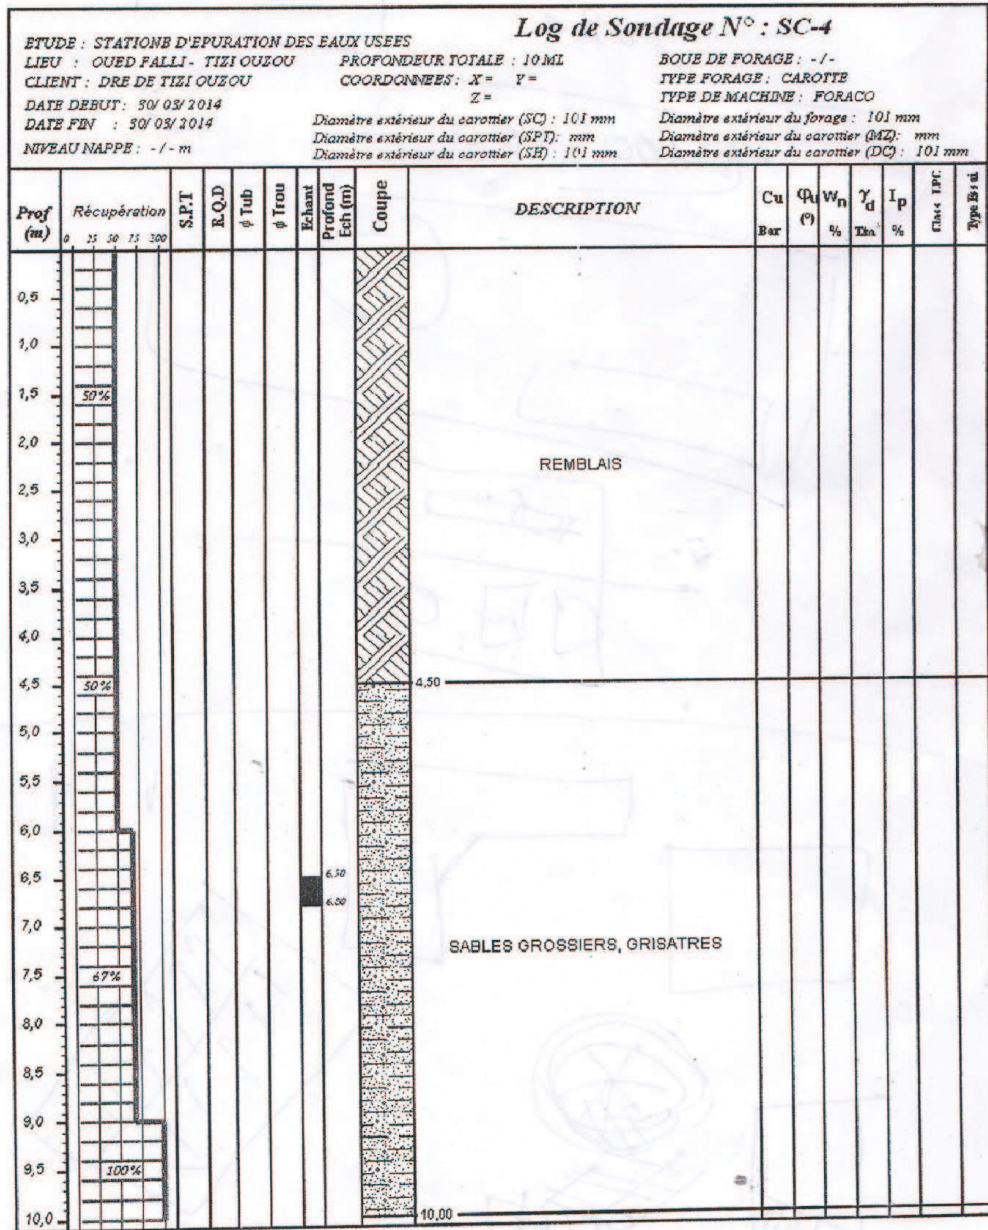 Log de Sondage N° : SC-4
ETUDE : STATIONS D'EPURATION DES EAUX USEES
LIEU : OUED FALLI - TIZI OUZOU PROFONDEUR TOTALE : 10 ML BOUE DE FORAGE : -/-
CLIENT : DRE DE TIZI OUZOU COORDONNEES : X = Y = TYPE FORAGE : CAROTTE
Z = TYPE DE MACHINE : FORACO
DATE DEBUT : 30/03/2014
DATE FIN : 30/03/2014
NIVEAU NAPPE : -/- m
Diamètre extérieur du carottier (SC) : 101 mm Diamètre extérieur du forage : 101 mm
Diamètre extérieur du carottier (SPT): mm Diamètre extérieur du carottier (MZ): mm
Diamètre extérieur du carottier (SH) : 101 mm Diamètre extérieur du carottier (DC) : 101 mm
Prof (m)
Récupération
0 25 50 75 100
S.P.T
R.Q.D
ϕ Tub
ϕ Trou
Echant
Profond Ech (m)
Coupe
DESCRIPTION
Cu Bar
φu (°)
Wn %
γd T/m³
Ip %
Type Essai
0,5
1,0
1,5
50%
2,0
REMBLAIS
2,5
3,0
3,5
4,0
4,5
50%
4,50
5,0
5,5
6,0
6,5
6,50
6,80
7,0
SABLES GROSSIERS, GRISATRES
7,5
67%
8,0
8,5
9,0
9,5
100%
10,0
10,00